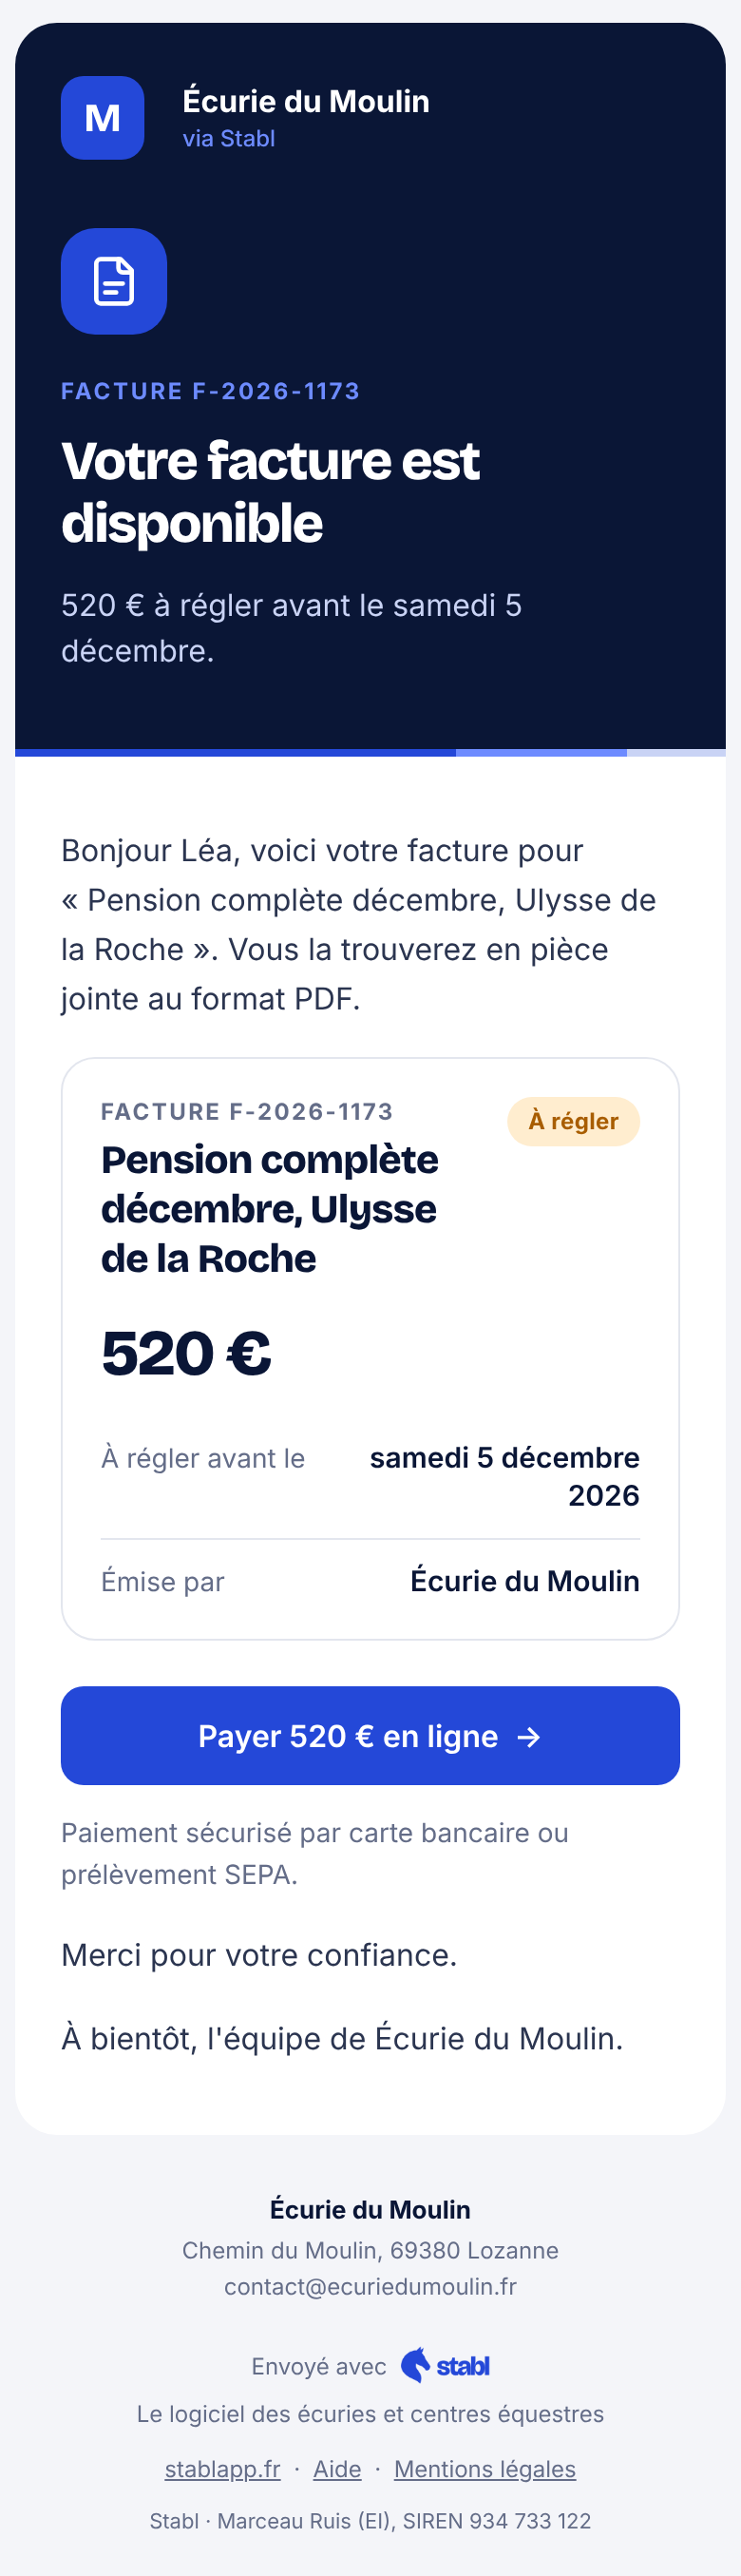 M
Écurie du Moulin
via Stabl
FACTURE F-2026-1173
Votre facture est
disponible
520 € à régler avant le samedi 5
décembre.
Bonjour Léa, voici votre facture pour
« Pension complète décembre, Ulysse de
la Roche ». Vous la trouverez en pièce
jointe au format PDF.
FACTURE F-2026-1173
À régler
Pension complète
décembre, Ulysse
de la Roche
520 €
À régler avant le samedi 5 décembre
2026
Émise par Écurie du Moulin
Payer 520 € en ligne →
Paiement sécurisé par carte bancaire ou
prélèvement SEPA.
Merci pour votre confiance.
À bientôt, l'équipe de Écurie du Moulin.
Écurie du Moulin
Chemin du Moulin, 69380 Lozanne
contact@ecuriedumoulin.fr
Envoyé avec stabl
Le logiciel des écuries et centres équestres
stablapp.fr · Aide · Mentions légales
Stabl · Marceau Ruis (EI), SIREN 934 733 122